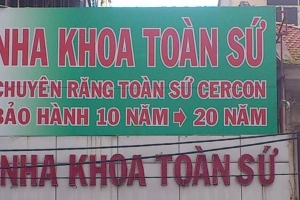 NHA KHOA TOÀN SỨ
CHUYÊN RĂNG TOÀN SỨ CERCON
BẢO HÀNH 10 NĂM ➡ 20 NĂM
NHA KHOA TOÀN SỨ